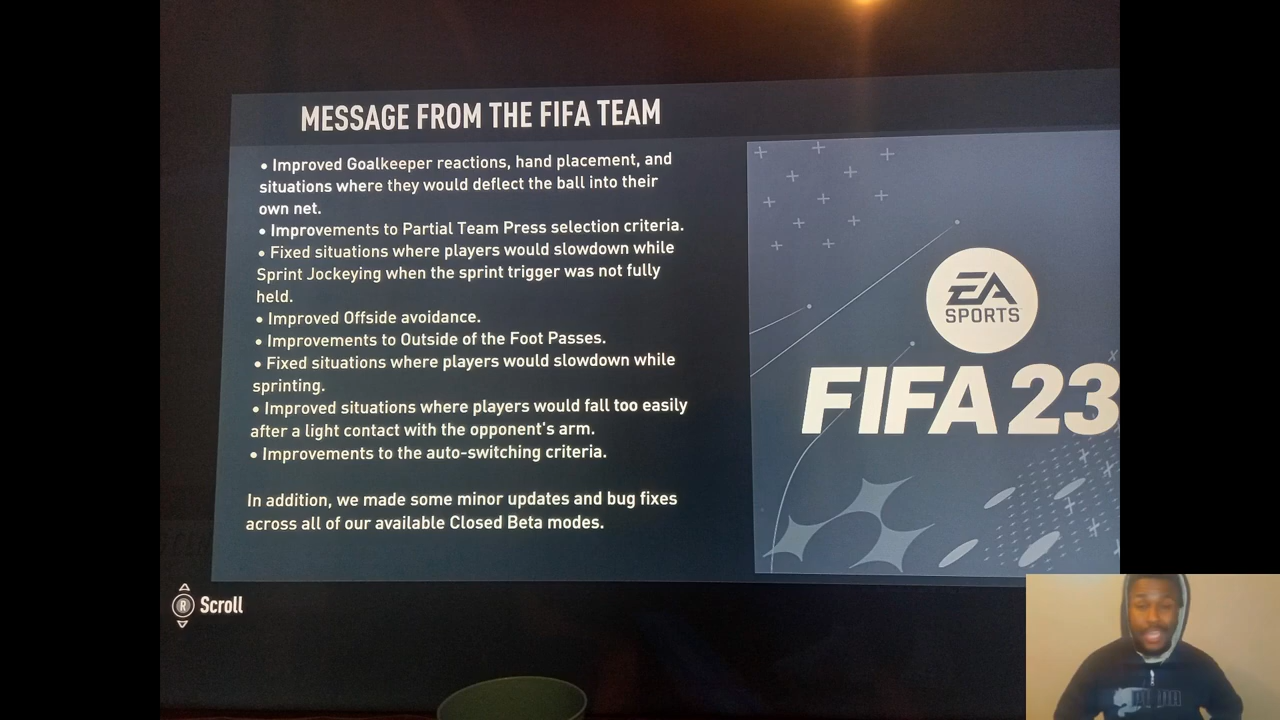 MESSAGE FROM THE FIFA TEAM
• Improved Goalkeeper reactions, hand placement, and
situations where they would deflect the ball into their
own net.
• Improvements to Partial Team Press selection criteria.
• Fixed situations where players would slowdown while
Sprint Jockeying when the sprint trigger was not fully
held.
• Improved Offside avoidance.
• Improvements to Outside of the Foot Passes.
• Fixed situations where players would slowdown while
sprinting.
• Improved situations where players would fall too easily
after a light contact with the opponent's arm.
• Improvements to the auto-switching criteria.
In addition, we made some minor updates and bug fixes
across all of our available Closed Beta modes.
EA
SPORTS
FIFA 23
R Scroll